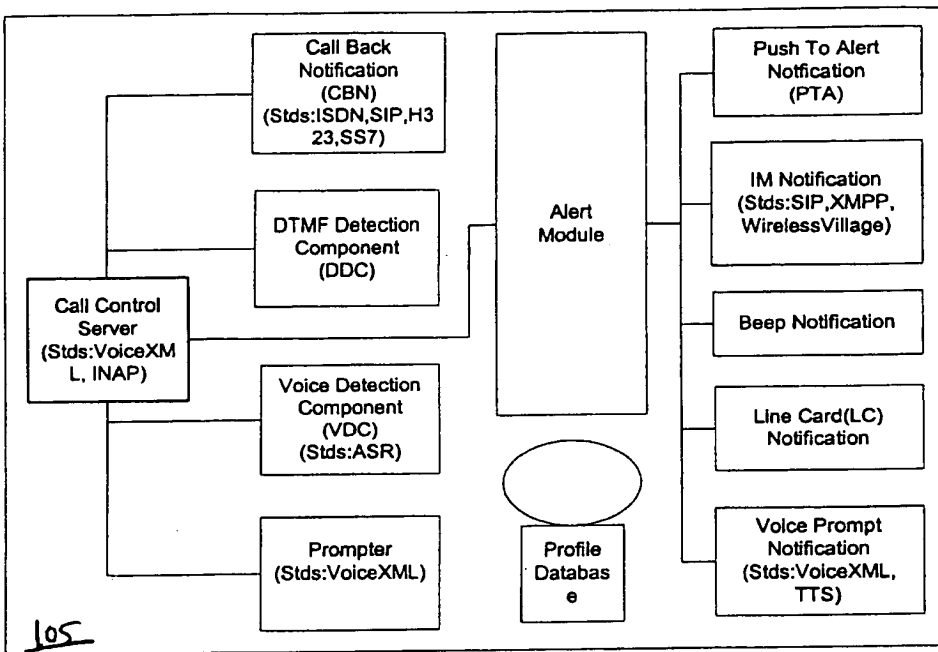 Call Back
Notification
(CBN)
(Stds:ISDN,SIP,H3
23,SS7)
DTMF Detection
Component
(DDC)
Call Control
Server
(Stds:VoiceXM
L, INAP)
Voice Detection
Component
(VDC)
(Stds:ASR)
Prompter
(Stds:VoiceXML)
Alert
Module
Profile
Databas
e
Push To Alert
Notfication
(PTA)
IM Notification
(Stds:SIP,XMPP,
WirelessVillage)
Beep Notification
Line Card(LC)
Notification
Voice Prompt
Notification
(Stds:VoiceXML,
TTS)
105